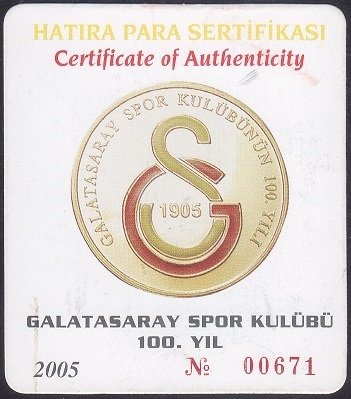 HATIRA PARA SERTİFİKASI
Certificate of Authenticity
GALATASARAY SPOR KULÜBÜNÜN 100. YILI
GS
1905
GALATASARAY SPOR KULÜBÜ
100. YIL
2005 № 00671